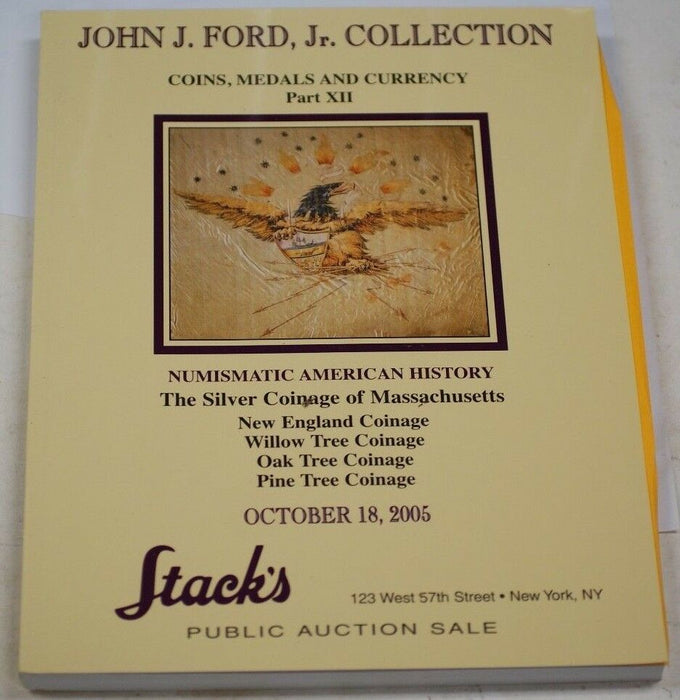 JOHN J. FORD, Jr. COLLECTION
COINS, MEDALS AND CURRENCY
Part XII
NUMISMATIC AMERICAN HISTORY
The Silver Coinage of Massachusetts
New England Coinage
Willow Tree Coinage
Oak Tree Coinage
Pine Tree Coinage
OCTOBER 18, 2005
Stack's
123 West 57th Street • New York, NY
PUBLIC AUCTION SALE